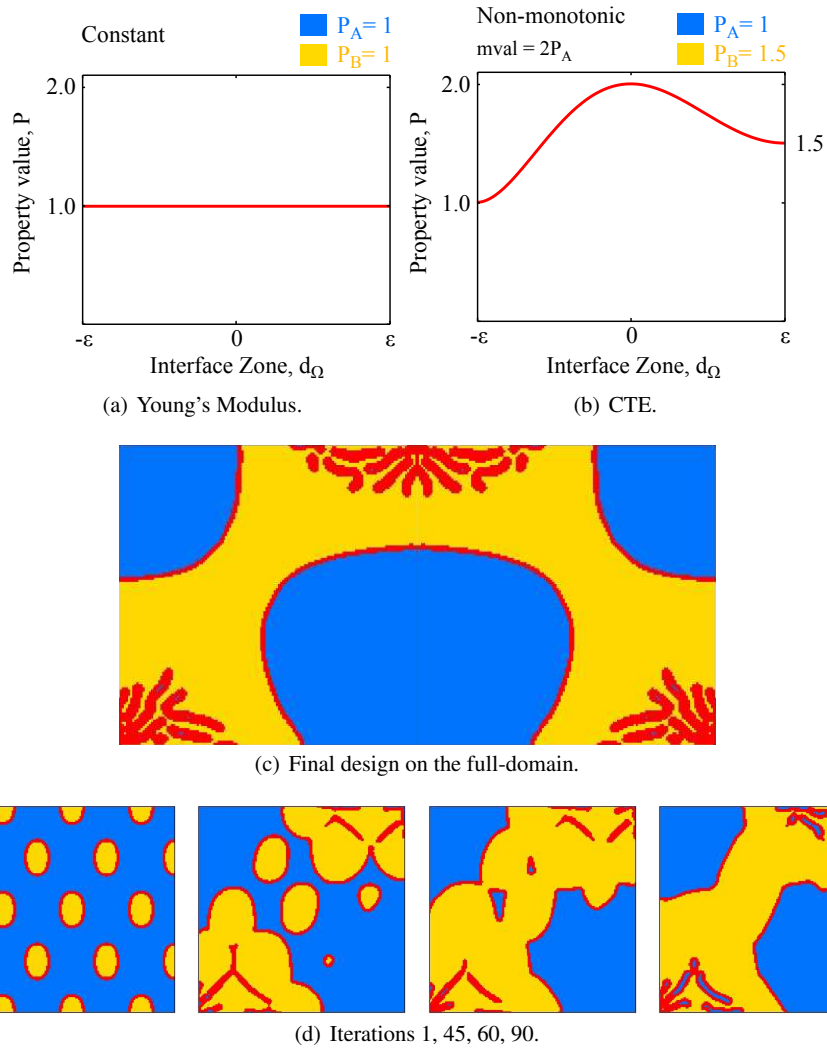 Constant
P_A= 1
P_B= 1
2.0
1.0
Property value, P
-ε
0
ε
Interface Zone, d_Ω
(a) Young's Modulus.
Non-monotonic
mval = 2P_A
P_A= 1
P_B= 1.5
2.0
1.5
1.0
Property value, P
-ε
0
ε
Interface Zone, d_Ω
(b) CTE.
(c) Final design on the full-domain.
(d) Iterations 1, 45, 60, 90.